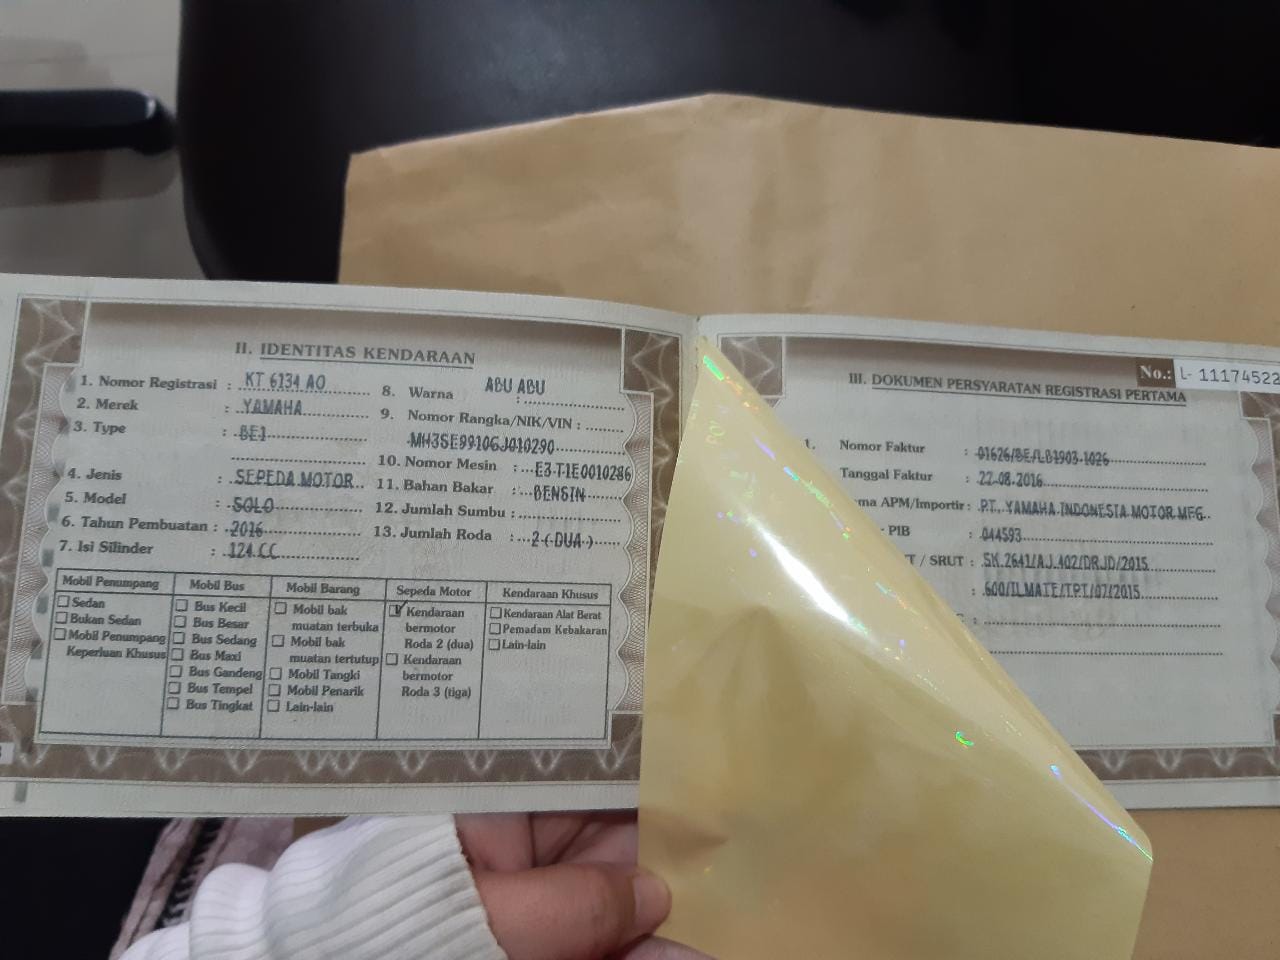 II. IDENTITAS KENDARAAN
1. Nomor Registrasi : KT 6134 AO
2. Merek : YAMAHA
3. Type : BE1
4. Jenis : SEPEDA MOTOR
5. Model : SOLO
6. Tahun Pembuatan : 2016
7. Isi Silinder : 124 CC
8. Warna : ABU ABU
9. Nomor Rangka/NIK/VIN :
MH3SE9910GJ010290
10. Nomor Mesin : E3-T1E0010286
11. Bahan Bakar : BENSIN
12. Jumlah Sumbu :
13. Jumlah Roda : 2 (DUA)
Mobil Penumpang
Sedan
Bukan Sedan
Mobil Penumpang
Keperluan Khusus
Mobil Bus
Bus Kecil
Bus Besar
Bus Sedang
Bus Maxi
Bus Gandeng
Bus Tempel
Bus Tingkat
Mobil Barang
Mobil bak
muatan terbuka
Mobil bak
muatan tertutup
Mobil Tangki
Mobil Penarik
Lain-lain
Sepeda Motor
Kendaraan
bermotor
Roda 2 (dua)
Kendaraan
bermotor
Roda 3 (tiga)
Kendaraan Khusus
Kendaraan Alat Berat
Pemadam Kebakaran
Lain-lain
No.: L- 11174522
III. DOKUMEN PERSYARATAN REGISTRASI PERTAMA
1. Nomor Faktur : 01626/BE/LB1903-1026
Tanggal Faktur : 22-08-2016
APM/Importir : PT. YAMAHA INDONESIA MOTOR MFG
PIB : 044593
/ SRUT : SK.2641/AJ.402/DRJD/2015
: 600/ILMATE/TPT/07/2015